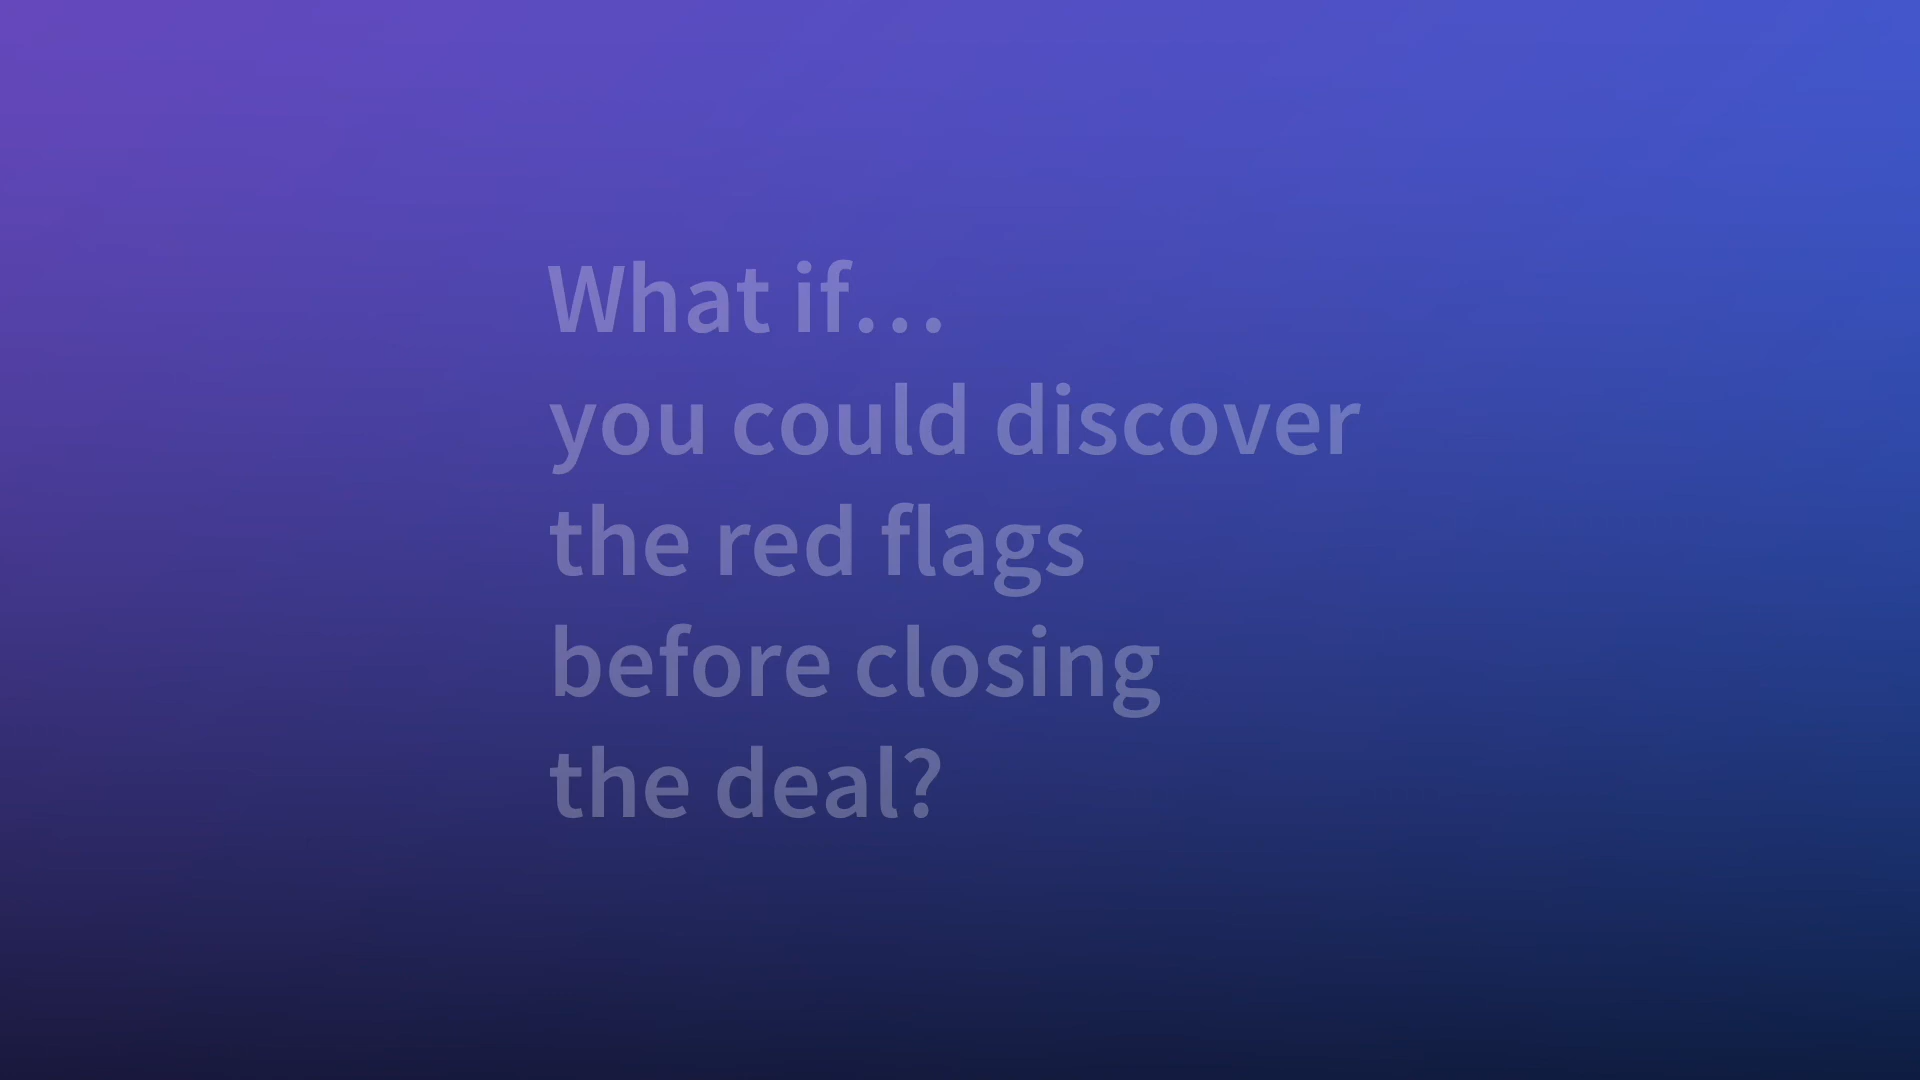 What if...
you could discover
the red flags
before closing
the deal?